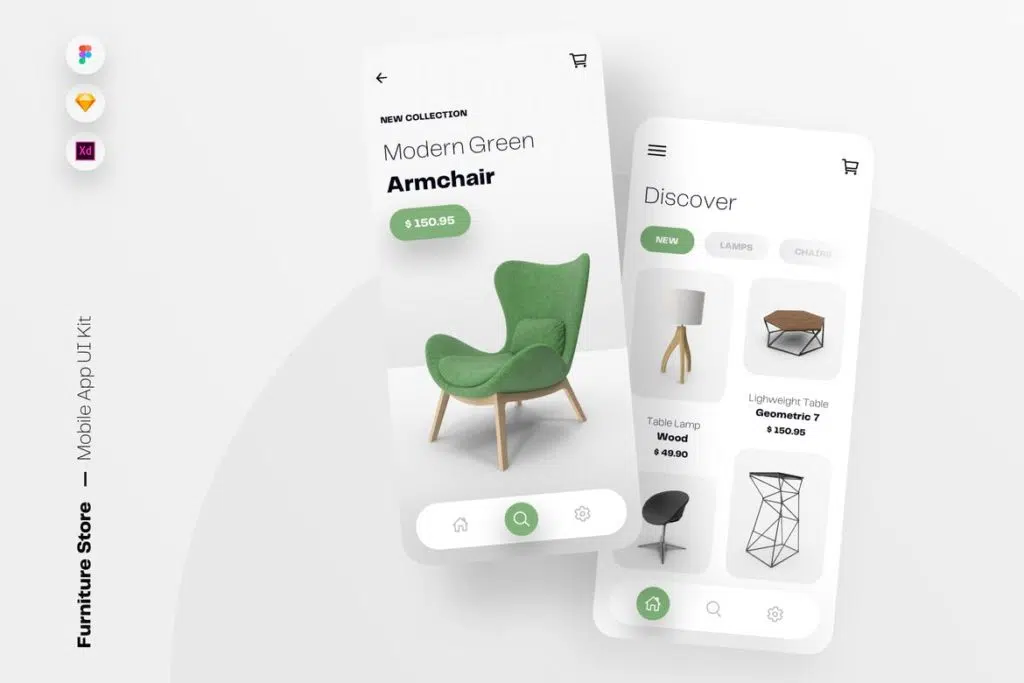 Xd
Furniture Store — Mobile App UI Kit
NEW COLLECTION
Modern Green
Armchair
$ 150.95
Discover
NEW
LAMPS
CHAIRS
Table Lamp
Wood
$ 49.90
Lighweight Table
Geometric 7
$ 150.95